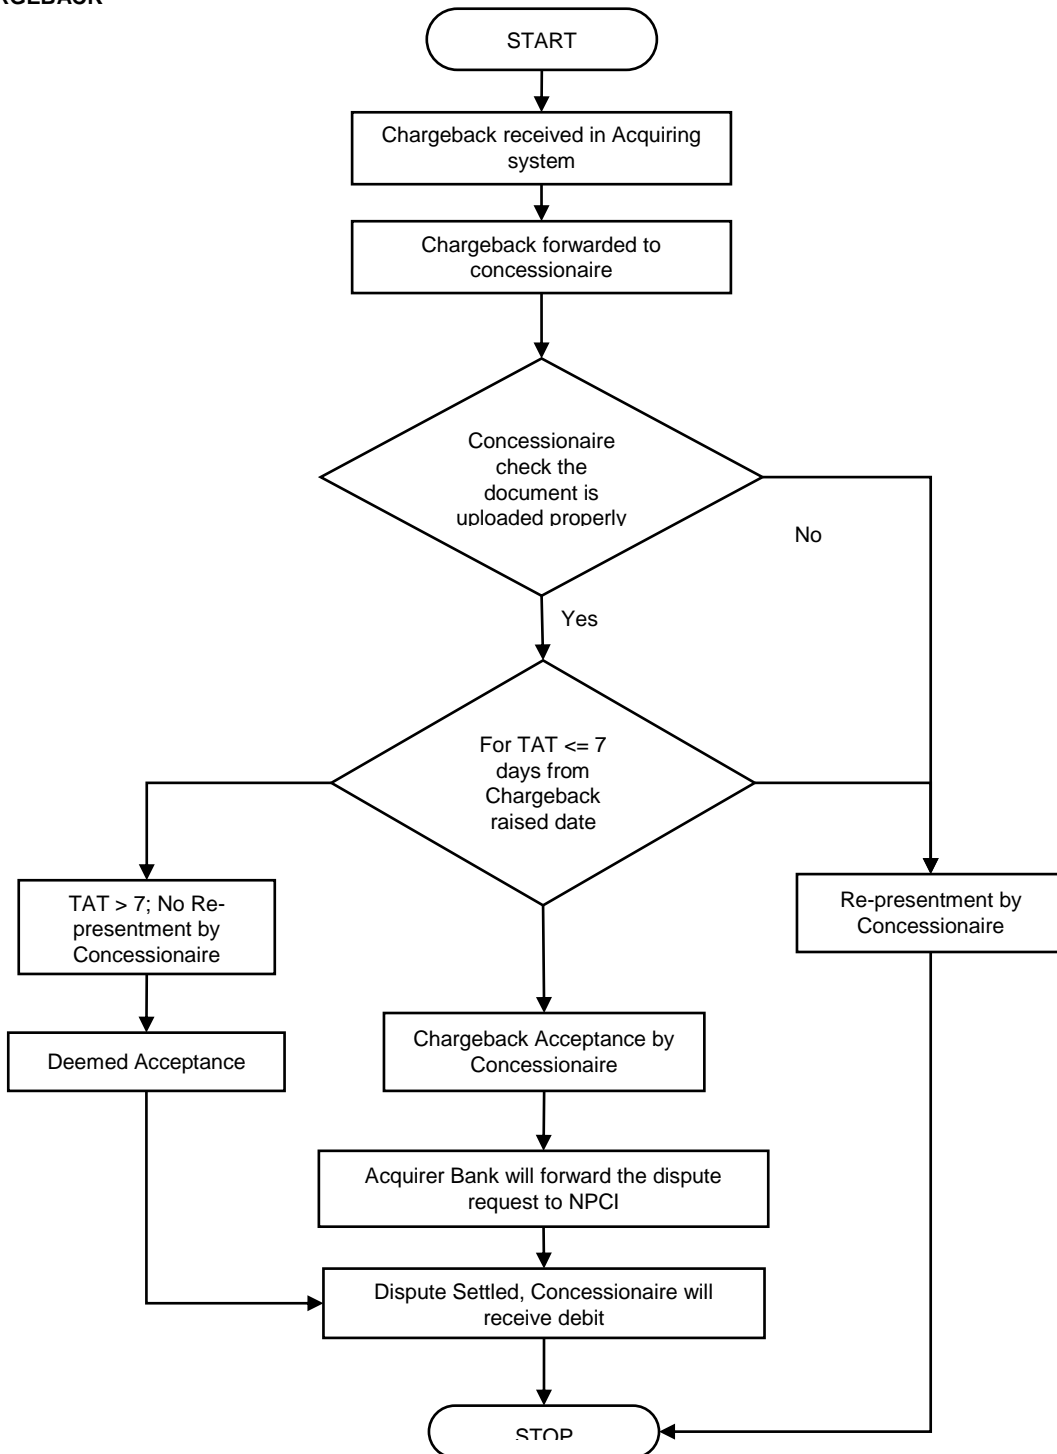 START
Chargeback received in Acquiring
system
Chargeback forwarded to
concessionaire
Concessionaire
check the
document is
uploaded properly
No
Yes
For TAT <= 7
days from
Chargeback
raised date
TAT > 7; No Re-
presentment by
Concessionaire
Re-presentment by
Concessionaire
Deemed Acceptance
Chargeback Acceptance by
Concessionaire
Acquirer Bank will forward the dispute
request to NPCI
Dispute Settled, Concessionaire will
receive debit
STOP